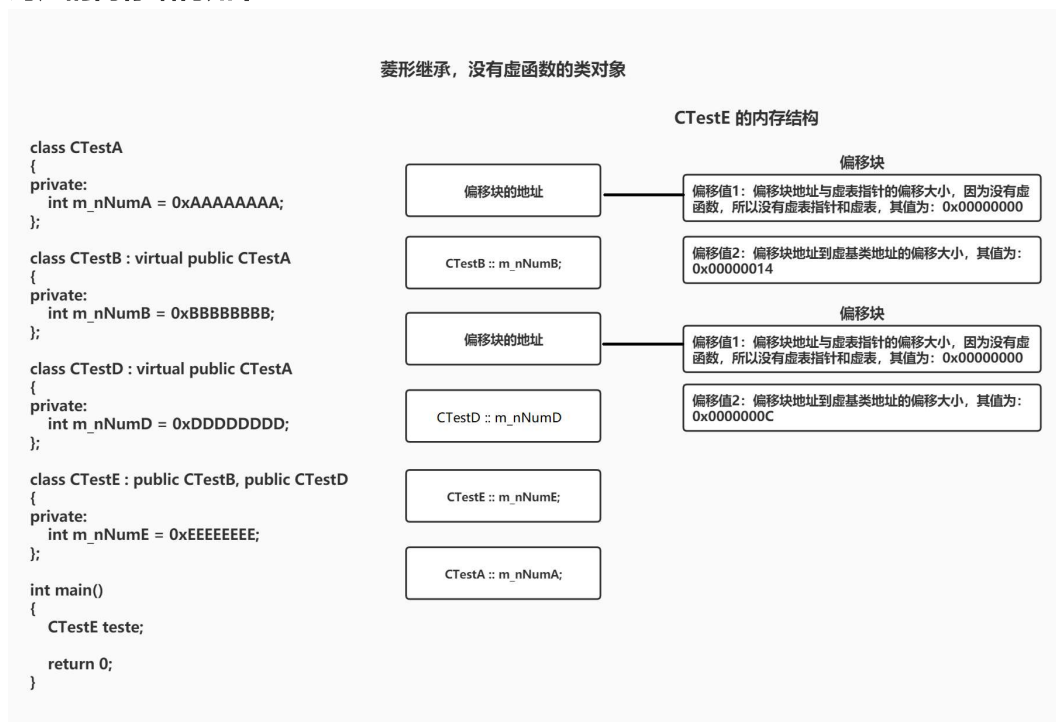 菱形继承，没有虚函数的类对象
CTestE 的内存结构
class CTestA
{
private:
int m_nNumA = 0xAAAAAAAA;
};
class CTestB : virtual public CTestA
{
private:
int m_nNumB = 0xBBBBBBBB;
};
class CTestD : virtual public CTestA
{
private:
int m_nNumD = 0xDDDDDDDD;
};
class CTestE : public CTestB, public CTestD
{
private:
int m_nNumE = 0xEEEEEEEE;
};
int main()
{
CTestE teste;
return 0;
}
偏移块的地址
CTestB :: m_nNumB;
偏移块的地址
CTestD :: m_nNumD
CTestE :: m_nNumE;
CTestA :: m_nNumA;
偏移块
偏移值1：偏移块地址与虚表指针的偏移大小，因为没有虚
函数，所以没有虚表指针和虚表，其值为：0x00000000
偏移值2：偏移块地址到虚基类地址的偏移大小，其值为：
0x00000014
偏移块
偏移值1：偏移块地址与虚表指针的偏移大小，因为没有虚
函数，所以没有虚表指针和虚表，其值为：0x00000000
偏移值2：偏移块地址到虚基类地址的偏移大小，其值为：
0x0000000C